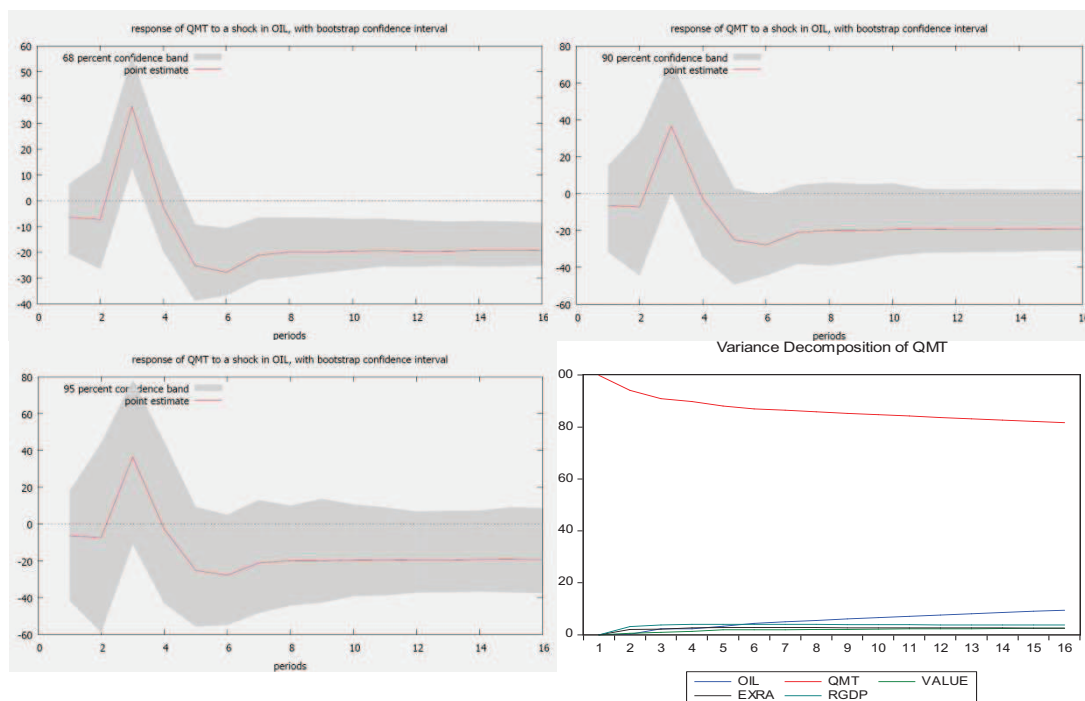 response of QMT to a shock in OIL, with bootstrap confidence interval
60
50
40
30
20
10
0
-10
-20
-30
-40
68 percent confidence band
point estimate
0 2 4 6 8 10 12 14 16
periods
response of QMT to a shock in OIL, with bootstrap confidence interval
80
60
40
20
0
-20
-40
-60
90 percent confidence band
point estimate
0 2 4 6 8 10 12 14 16
periods
response of QMT to a shock in OIL, with bootstrap confidence interval
80
60
40
20
0
-20
-40
-60
95 percent confidence band
point estimate
0 2 4 6 8 10 12 14 16
periods
Variance Decomposition of QMT
00
80
60
40
20
0
1 2 3 4 5 6 7 8 9 10 11 12 13 14 15 16
OIL QMT VALUE
EXRA RGDP